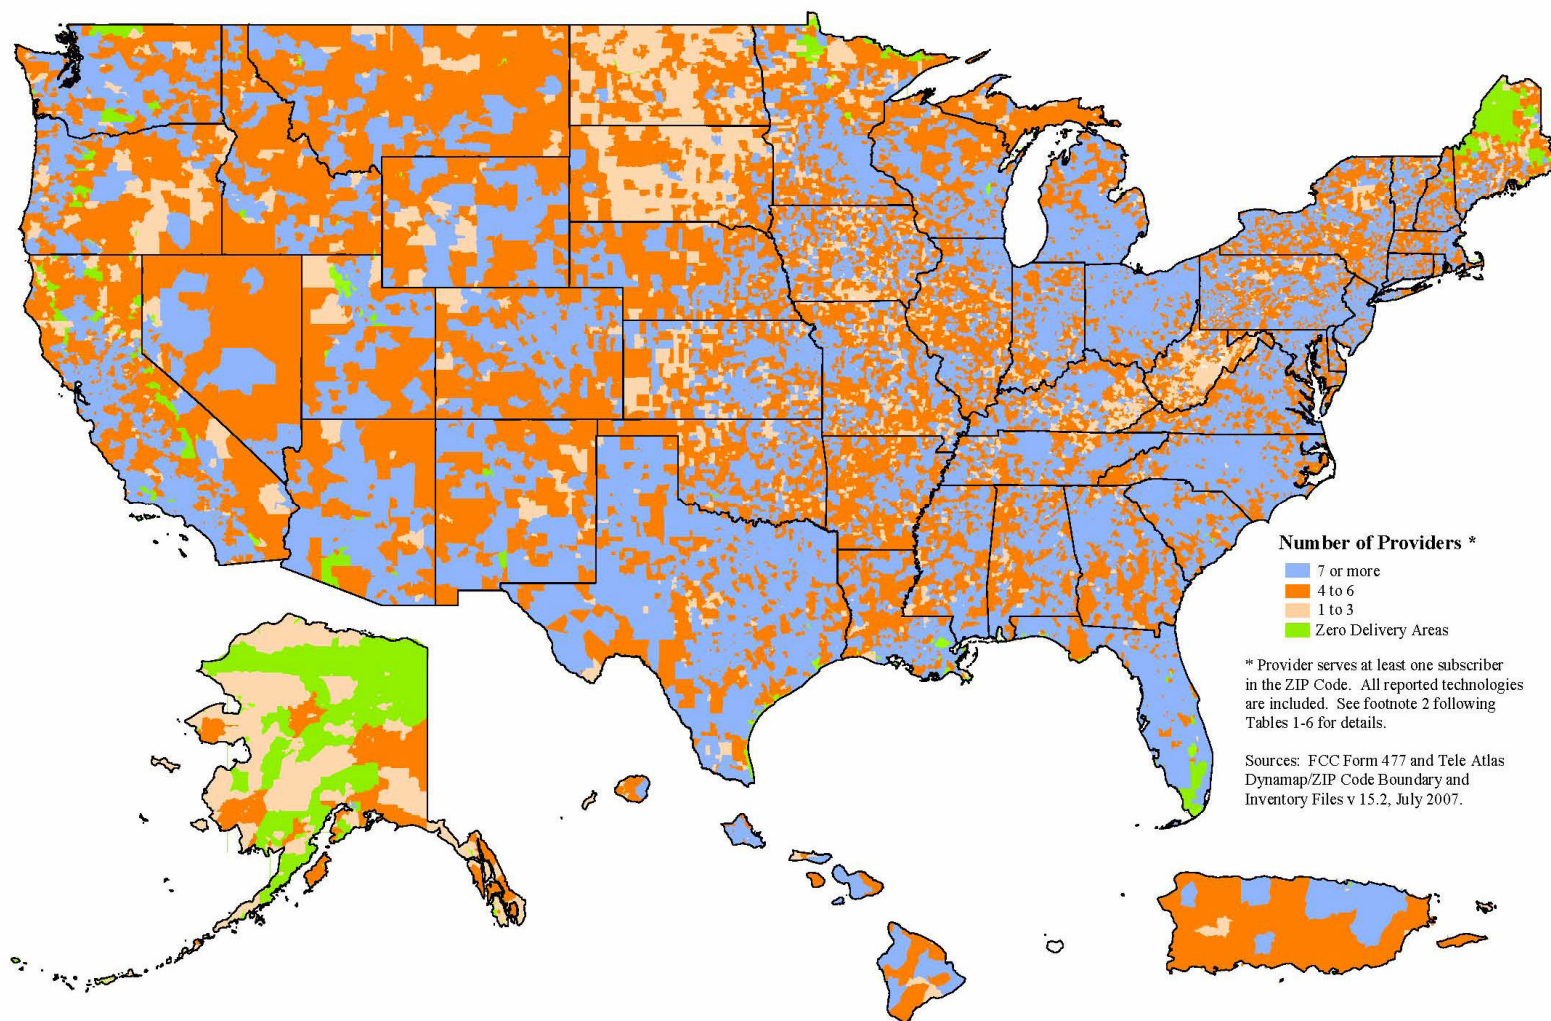 Number of Providers *
7 or more
4 to 6
1 to 3
Zero Delivery Areas
* Provider serves at least one subscriber
in the ZIP Code.  All reported technologies
are included.  See footnote 2 following
Tables 1-6 for details.
Sources:  FCC Form 477 and Tele Atlas
Dynamap/ZIP Code Boundary and
Inventory Files v 15.2, July 2007.